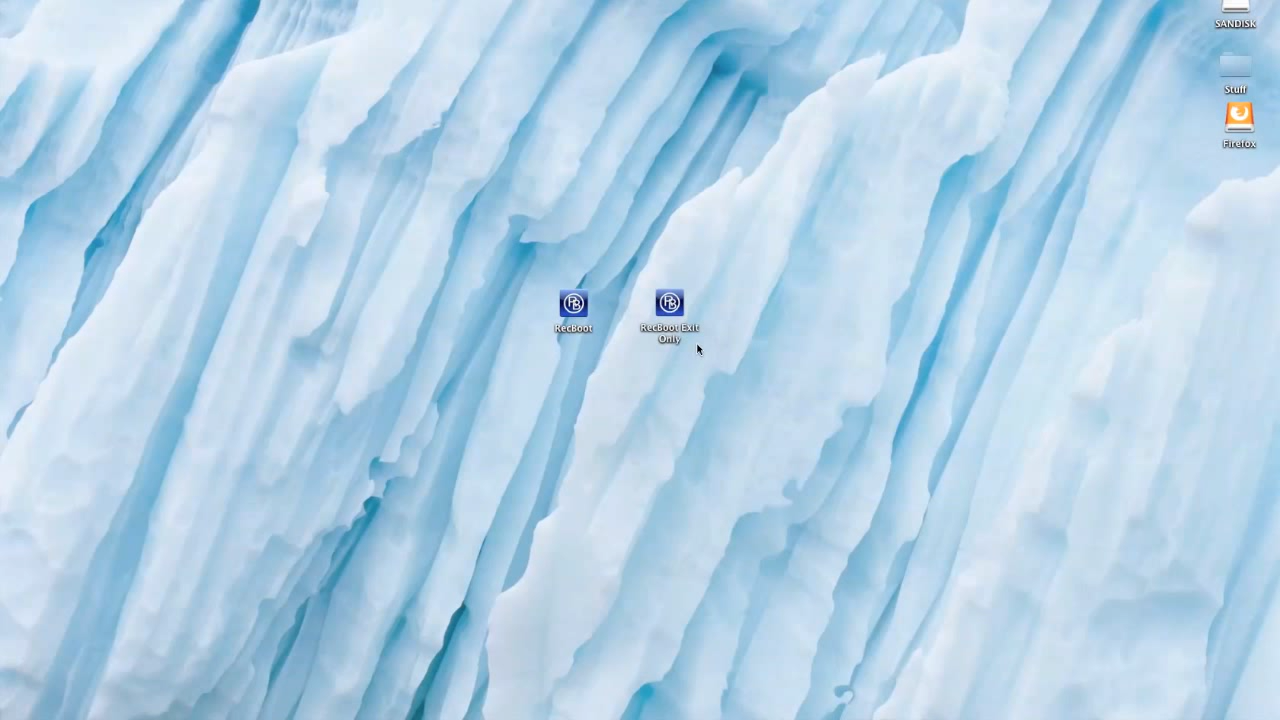 SANDISK
Stuff
Firefox
RecBoot
RecBoot Exit
Only